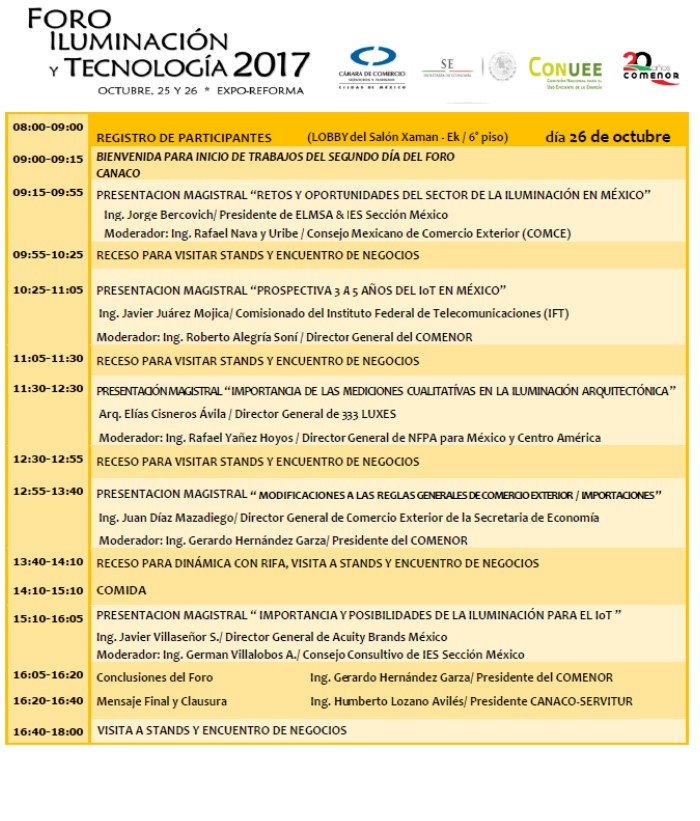 FORO
ILUMINACIÓN
Y TECNOLOGÍA 2017
OCTUBRE, 25 Y 26 * EXPO-REFORMA
CÁMARA DE COMERCIO
SERVICIOS Y TURISMO
CIUDAD DE MÉXICO
SE
SECRETARÍA DE ECONOMÍA
CONUEE
COMISIÓN NACIONAL PARA EL
USO EFICIENTE DE LA ENERGÍA
20 años
COMENOR
08:00-09:00 REGISTRO DE PARTICIPANTES (LOBBY del Salón Xaman - Ek / 6° piso) día 26 de octubre
09:00-09:15 BIENVENIDA PARA INICIO DE TRABAJOS DEL SEGUNDO DÍA DEL FORO
CANACO
09:15-09:55 PRESENTACION MAGISTRAL “RETOS Y OPORTUNIDADES DEL SECTOR DE LA ILUMINACIÓN EN MÉXICO”
Ing. Jorge Bercovich/ Presidente de ELMSA & IES Sección México
Moderador: Ing. Rafael Nava y Uribe / Consejo Mexicano de Comercio Exterior (COMCE)
09:55-10:25 RECESO PARA VISITAR STANDS Y ENCUENTRO DE NEGOCIOS
10:25-11:05 PRESENTACION MAGISTRAL “PROSPECTIVA 3 A 5 AÑOS DEL IoT EN MÉXICO”
Ing. Javier Juárez Mojica/ Comisionado del Instituto Federal de Telecomunicaciones (IFT)
Moderador: Ing. Roberto Alegría Soní / Director General del COMENOR
11:05-11:30 RECESO PARA VISITAR STANDS Y ENCUENTRO DE NEGOCIOS
11:30-12:30 PRESENTACIÓN MAGISTRAL “IMPORTANCIA DE LAS MEDICIONES CUALITATÍVAS EN LA ILUMINACIÓN ARQUITECTÓNICA”
Arq. Elías Cisneros Ávila / Director General de 333 LUXES
Moderador: Ing. Rafael Yañez Hoyos / Director General de NFPA para México y Centro América
12:30-12:55 RECESO PARA VISITAR STANDS Y ENCUENTRO DE NEGOCIOS
12:55-13:40 PRESENTACION MAGISTRAL “ MODIFICACIONES A LAS REGLAS GENERALES DE COMERCIO EXTERIOR / IMPORTACIONES”
Ing. Juan Díaz Mazadiego/ Director General de Comercio Exterior de la Secretaria de Economía
Moderador: Ing. Gerardo Hernández Garza/ Presidente del COMENOR
13:40-14:10 RECESO PARA DINÁMICA CON RIFA, VISITA A STANDS Y ENCUENTRO DE NEGOCIOS
14:10-15:10 COMIDA
15:10-16:05 PRESENTACION MAGISTRAL “ IMPORTANCIA Y POSIBILIDADES DE LA ILUMINACIÓN PARA EL IoT ”
Ing. Javier Villaseñor S./ Director General de Acuity Brands México
Moderador: Ing. German Villalobos A./ Consejo Consultivo de IES Sección México
16:05-16:20 Conclusiones del Foro Ing. Gerardo Hernández Garza/ Presidente del COMENOR
16:20-16:40 Mensaje Final y Clausura Ing. Humberto Lozano Avilés/ Presidente CANACO-SERVITUR
16:40-18:00 VISITA A STANDS Y ENCUENTRO DE NEGOCIOS